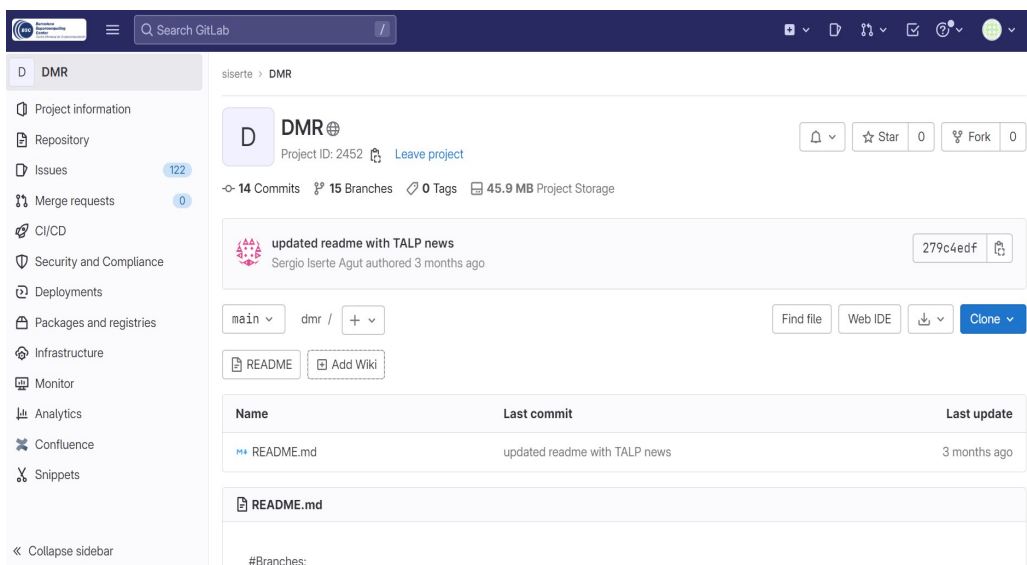 BSC Barcelona
Supercomputing
Center
Search GitLab /
D DMR
siserte > DMR
Project information
Repository
Issues 122
Merge requests 0
CI/CD
Security and Compliance
Deployments
Packages and registries
Infrastructure
Monitor
Analytics
Confluence
Snippets
Collapse sidebar
D DMR
Project ID: 2452 Leave project
Star 0 Fork 0
14 Commits 15 Branches 0 Tags 45.9 MB Project Storage
updated readme with TALP news
Sergio Iserte Agut authored 3 months ago
279c4edf
main dmr / +
Find file Web IDE Clone
README Add Wiki
Name Last commit Last update
README.md updated readme with TALP news 3 months ago
README.md
#Branches: